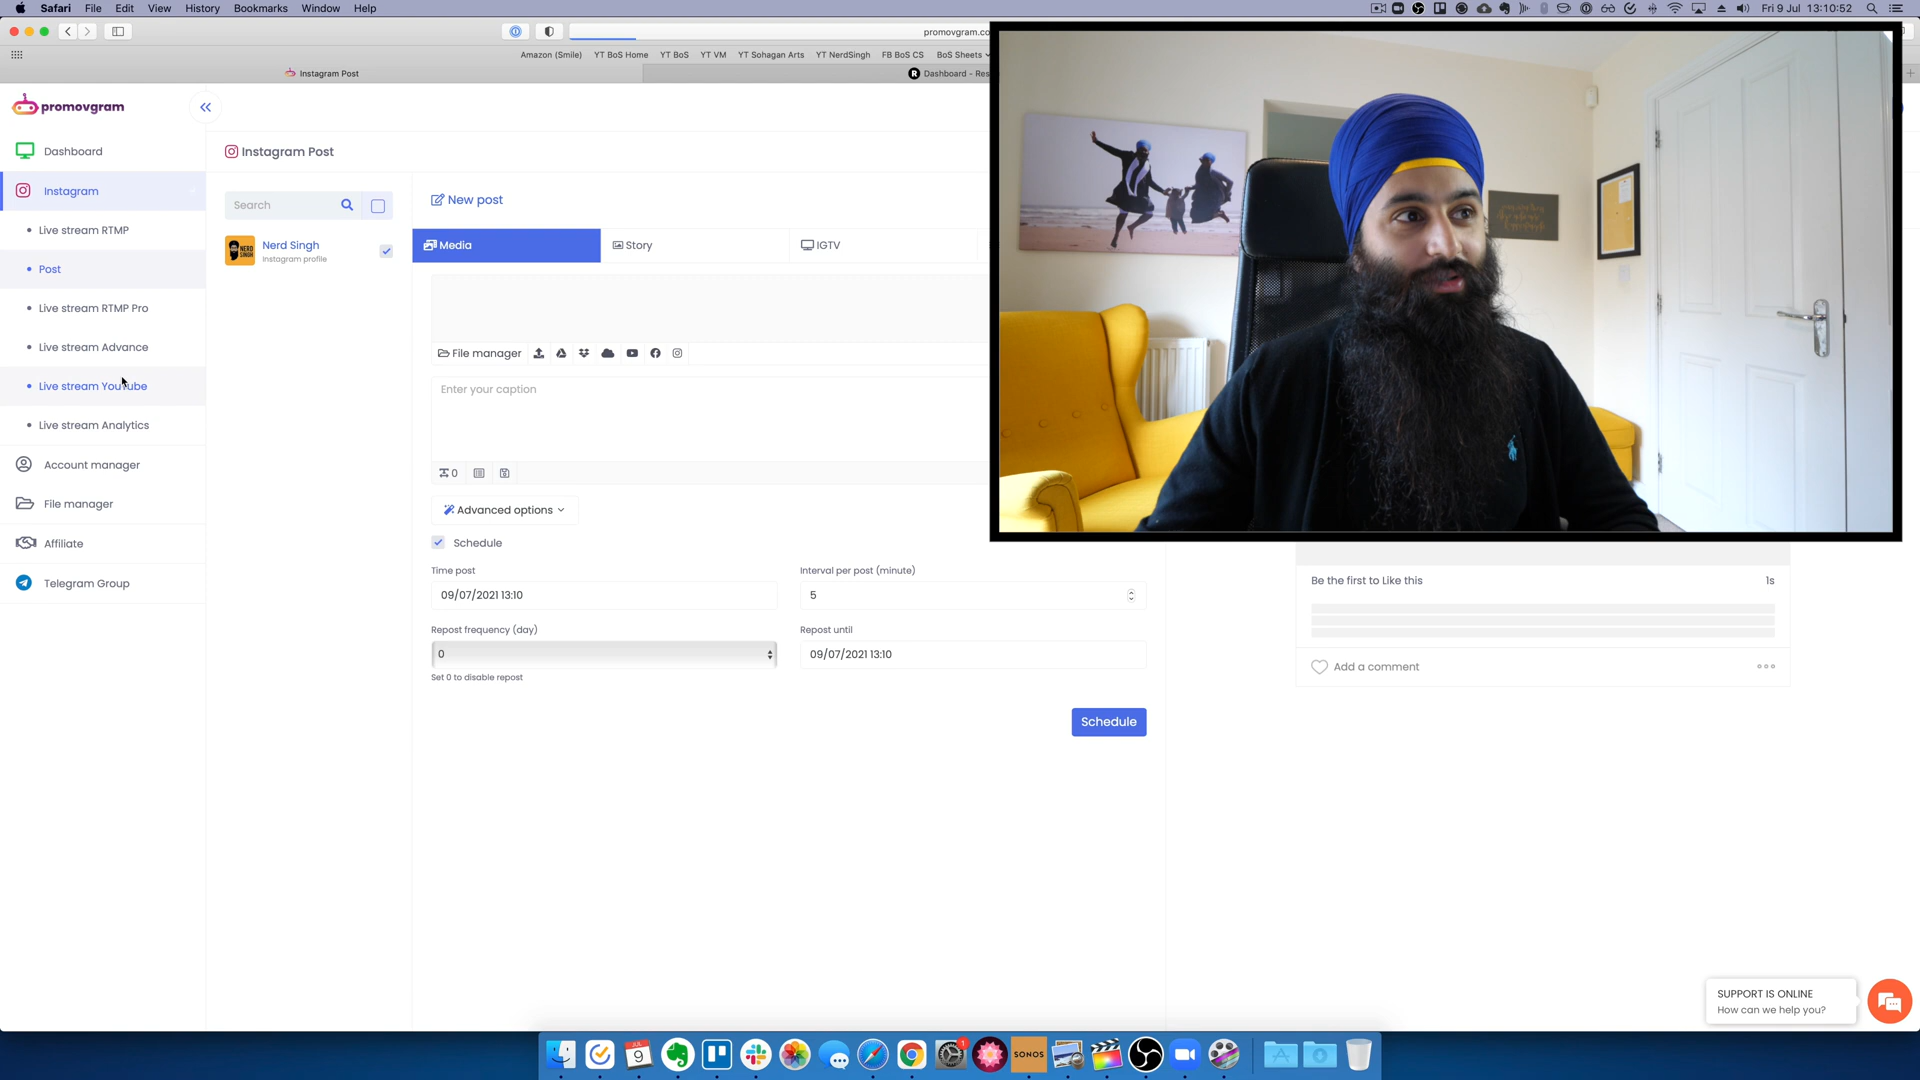 Safari File Edit View History Bookmarks Window Help
Fri 9 Jul 13:10:52
promovgram.co
Amazon (Smile) YT BoS Home YT BoS YT VM YT Sohagan Arts YT NerdSingh FB BoS CS BoS Sheets
Instagram Post
Dashboard - Res
promovgram
Dashboard
Instagram
Live stream RTMP
Post
Live stream RTMP Pro
Live stream Advance
Live stream YouTube
Live stream Analytics
Account manager
File manager
Affiliate
Telegram Group
Instagram Post
Search
NERD SINGH
Nerd Singh
Instagram profile
New post
Media Story IGTV
File manager
Enter your caption
0
Advanced options
Schedule
Time post
09/07/2021 13:10
Interval per post (minute)
5
Repost frequency (day)
0
Set 0 to disable repost
Repost until
09/07/2021 13:10
Schedule
Be the first to Like this 1s
Add a comment
SUPPORT IS ONLINE
How can we help you?
JUL
9
1
SONOS